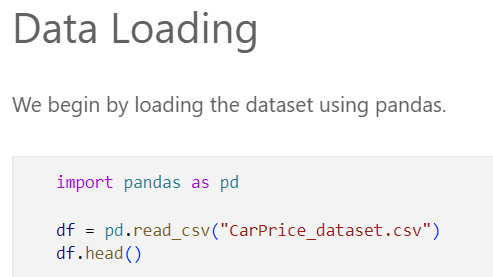 Data Loading
We begin by loading the dataset using pandas.
import pandas as pd
df = pd.read_csv("CarPrice_dataset.csv")
df.head()